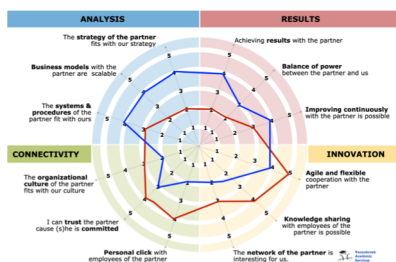 ANALYSIS
RESULTS
The strategy of the partner
fits with our strategy
Achieving results with the partner
Business models with the
partner are scalable
Balance of power
between the partner and us
The systems &
procedures of the
partner fit with ours
Improving continuously
with the partner is possible
CONNECTIVITY
INNOVATION
The organizational
culture of the partner
fits with our culture
Agile and flexible
cooperation with the
partner
I can trust the partner
cause (s)he is committed
Knowledge sharing
with employees of the
partner is possible
Personal click with
employees of the partner
The network of the partner is
interesting for us.